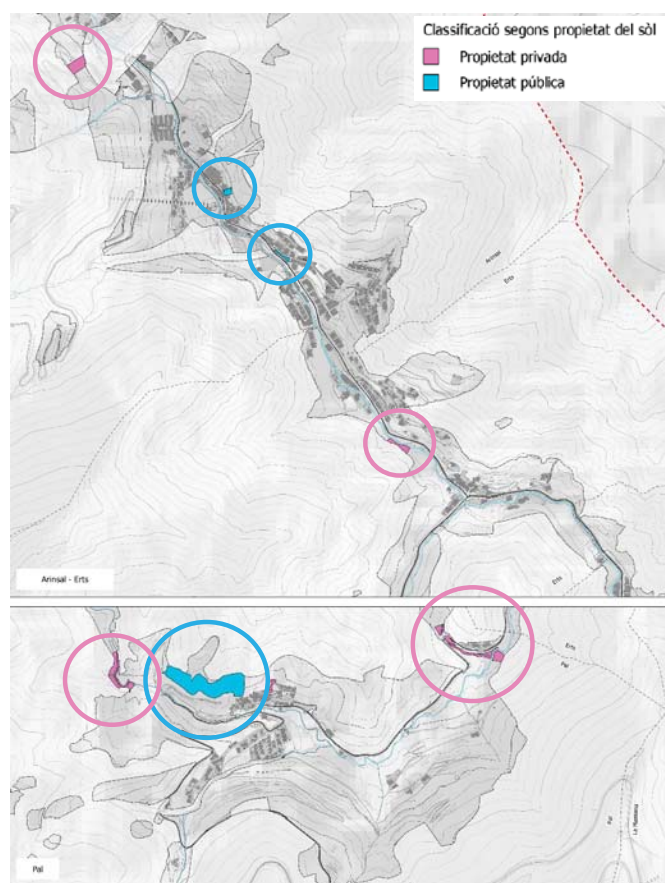 Classificació segons propietat del sòl
Propietat privada
Propietat pública
Arinsal
Erts
Erts
Arinsal - Erts
Erts
Pal
Pal
La Massana
Pal